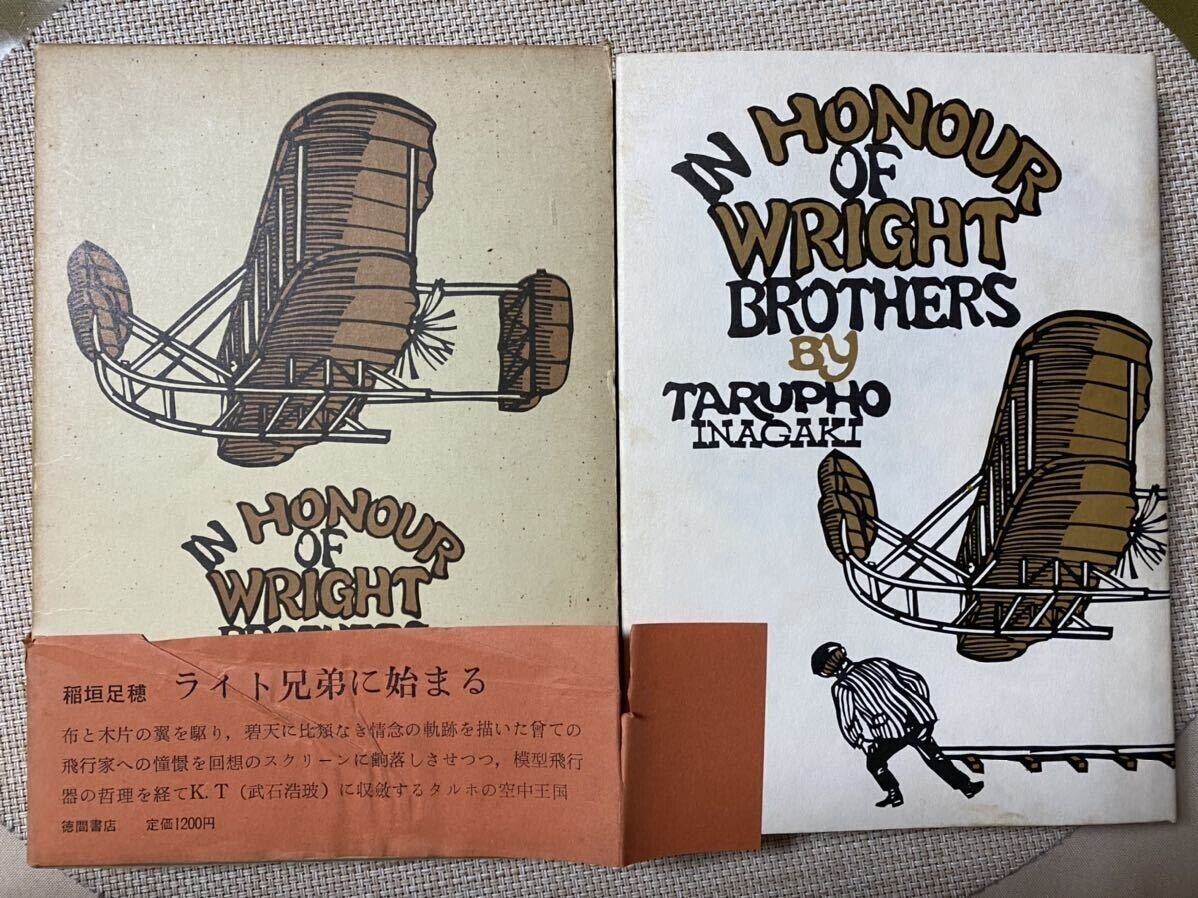 IN HONOUR
OF
WRIGHT
BROTHERS
稲垣足穂 ライト兄弟に始まる
布と木片の翼を駆り，碧天に比類なき情念の軌跡を描いた曾ての
飛行家への憧憬を回想のスクリーンに齣落しさせつつ，模型飛行
器の哲理を経てK.T（武石浩玻）に収斂するタルホの空中王国
徳間書店 定価1200円
IN HONOUR
OF
WRIGHT
BROTHERS
BY
TARUPHO
INAGAKI